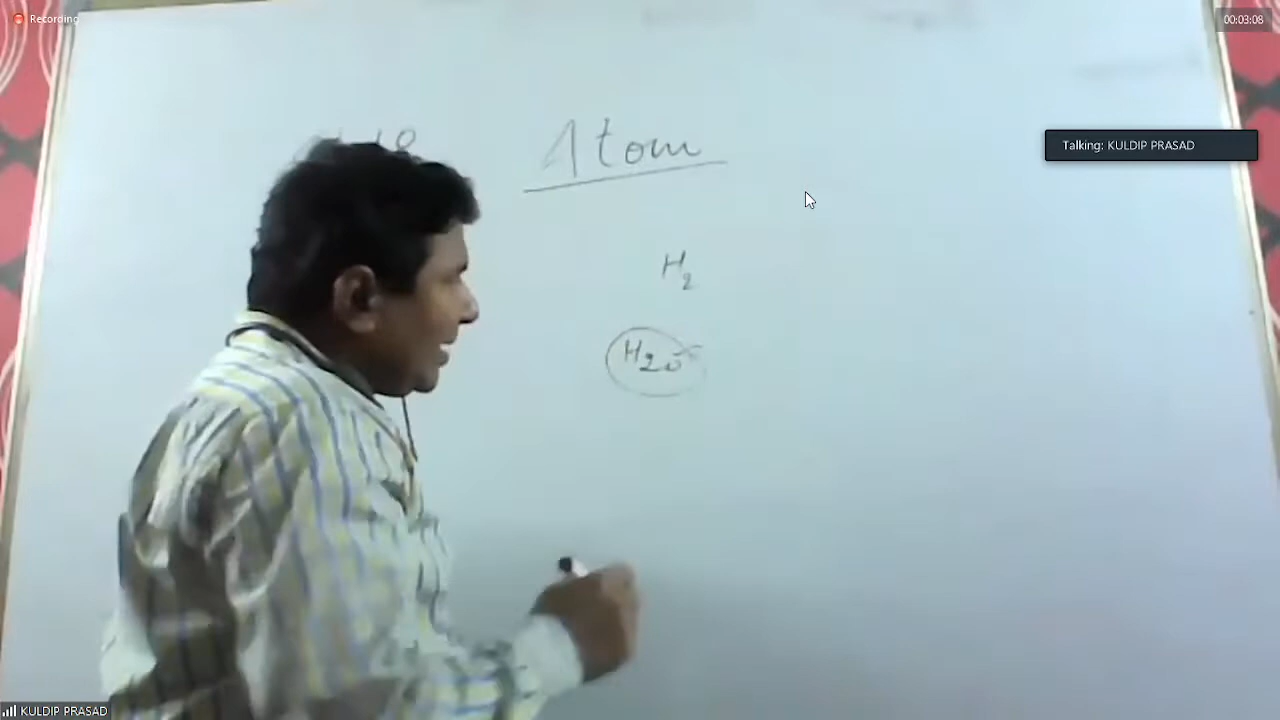 Recording
00:03:08
Atom
Talking: KULDIP PRASAD
H2
H2O
KULDIP PRASAD